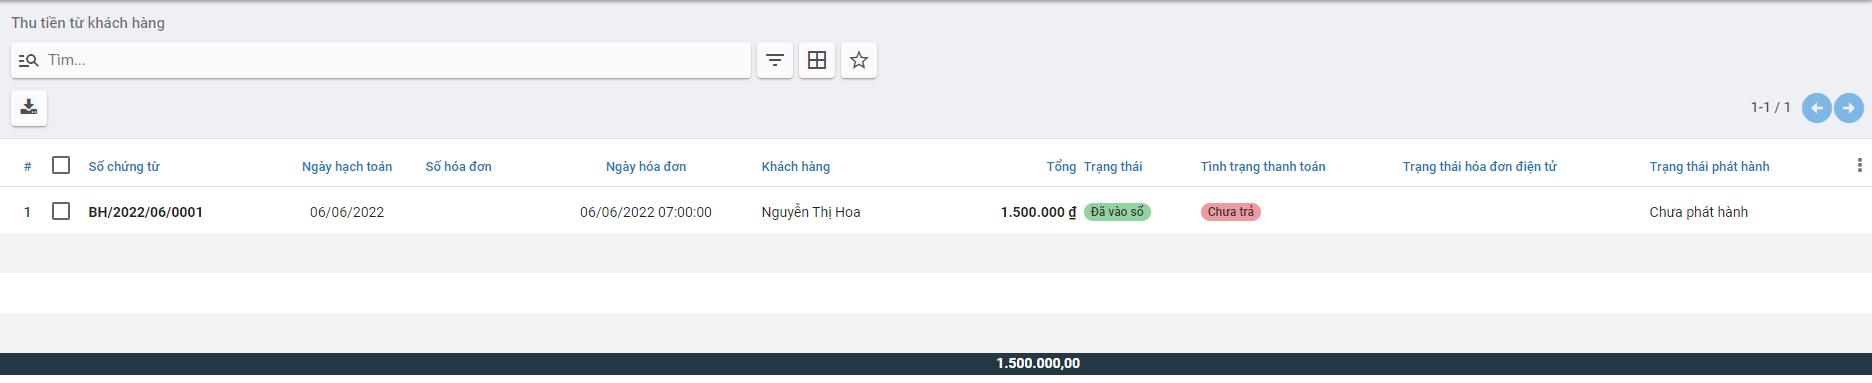 Thu tiền từ khách hàng
Tìm...
1-1 / 1
# Số chứng từ Ngày hạch toán Số hóa đơn Ngày hóa đơn Khách hàng Tổng Trạng thái Tình trạng thanh toán Trạng thái hóa đơn điện tử Trạng thái phát hành
1 BH/2022/06/0001 06/06/2022 06/06/2022 07:00:00 Nguyễn Thị Hoa 1.500.000 ₫ Đã vào sổ Chưa trả Chưa phát hành
1.500.000,00